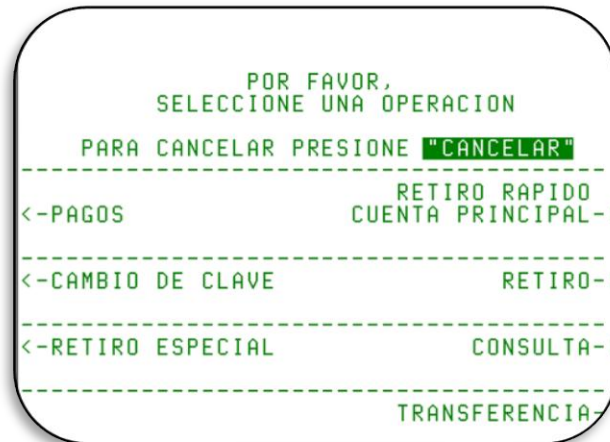 POR FAVOR,
SELECCIONE UNA OPERACION
PARA CANCELAR PRESIONE "CANCELAR"
RETIRO RAPIDO
<-PAGOS CUENTA PRINCIPAL-
<-CAMBIO DE CLAVE RETIRO-
<-RETIRO ESPECIAL CONSULTA-
TRANSFERENCIA-